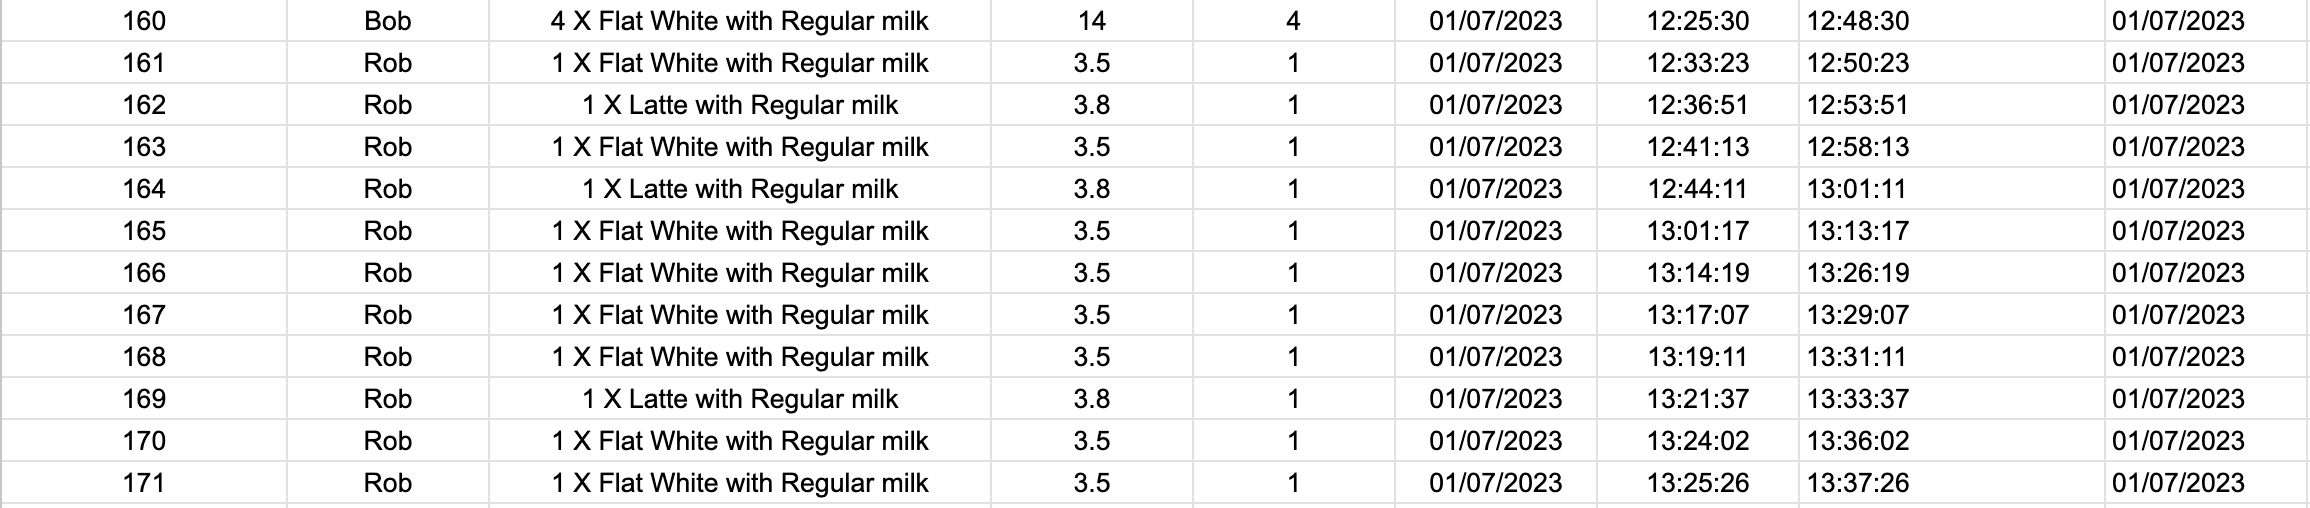 160 Bob 4 X Flat White with Regular milk 14 4 01/07/2023 12:25:30 12:48:30 01/07/2023
161 Rob 1 X Flat White with Regular milk 3.5 1 01/07/2023 12:33:23 12:50:23 01/07/2023
162 Rob 1 X Latte with Regular milk 3.8 1 01/07/2023 12:36:51 12:53:51 01/07/2023
163 Rob 1 X Flat White with Regular milk 3.5 1 01/07/2023 12:41:13 12:58:13 01/07/2023
164 Rob 1 X Latte with Regular milk 3.8 1 01/07/2023 12:44:11 13:01:11 01/07/2023
165 Rob 1 X Flat White with Regular milk 3.5 1 01/07/2023 13:01:17 13:13:17 01/07/2023
166 Rob 1 X Flat White with Regular milk 3.5 1 01/07/2023 13:14:19 13:26:19 01/07/2023
167 Rob 1 X Flat White with Regular milk 3.5 1 01/07/2023 13:17:07 13:29:07 01/07/2023
168 Rob 1 X Flat White with Regular milk 3.5 1 01/07/2023 13:19:11 13:31:11 01/07/2023
169 Rob 1 X Latte with Regular milk 3.8 1 01/07/2023 13:21:37 13:33:37 01/07/2023
170 Rob 1 X Flat White with Regular milk 3.5 1 01/07/2023 13:24:02 13:36:02 01/07/2023
171 Rob 1 X Flat White with Regular milk 3.5 1 01/07/2023 13:25:26 13:37:26 01/07/2023